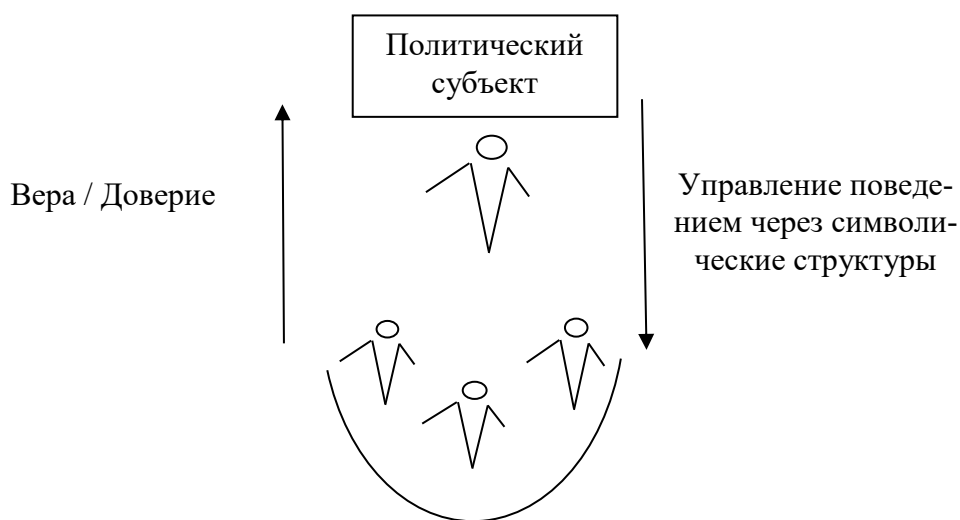 Политический
субъект
Вера / Доверие
Управление поведе-
нием через символи-
ческие структуры